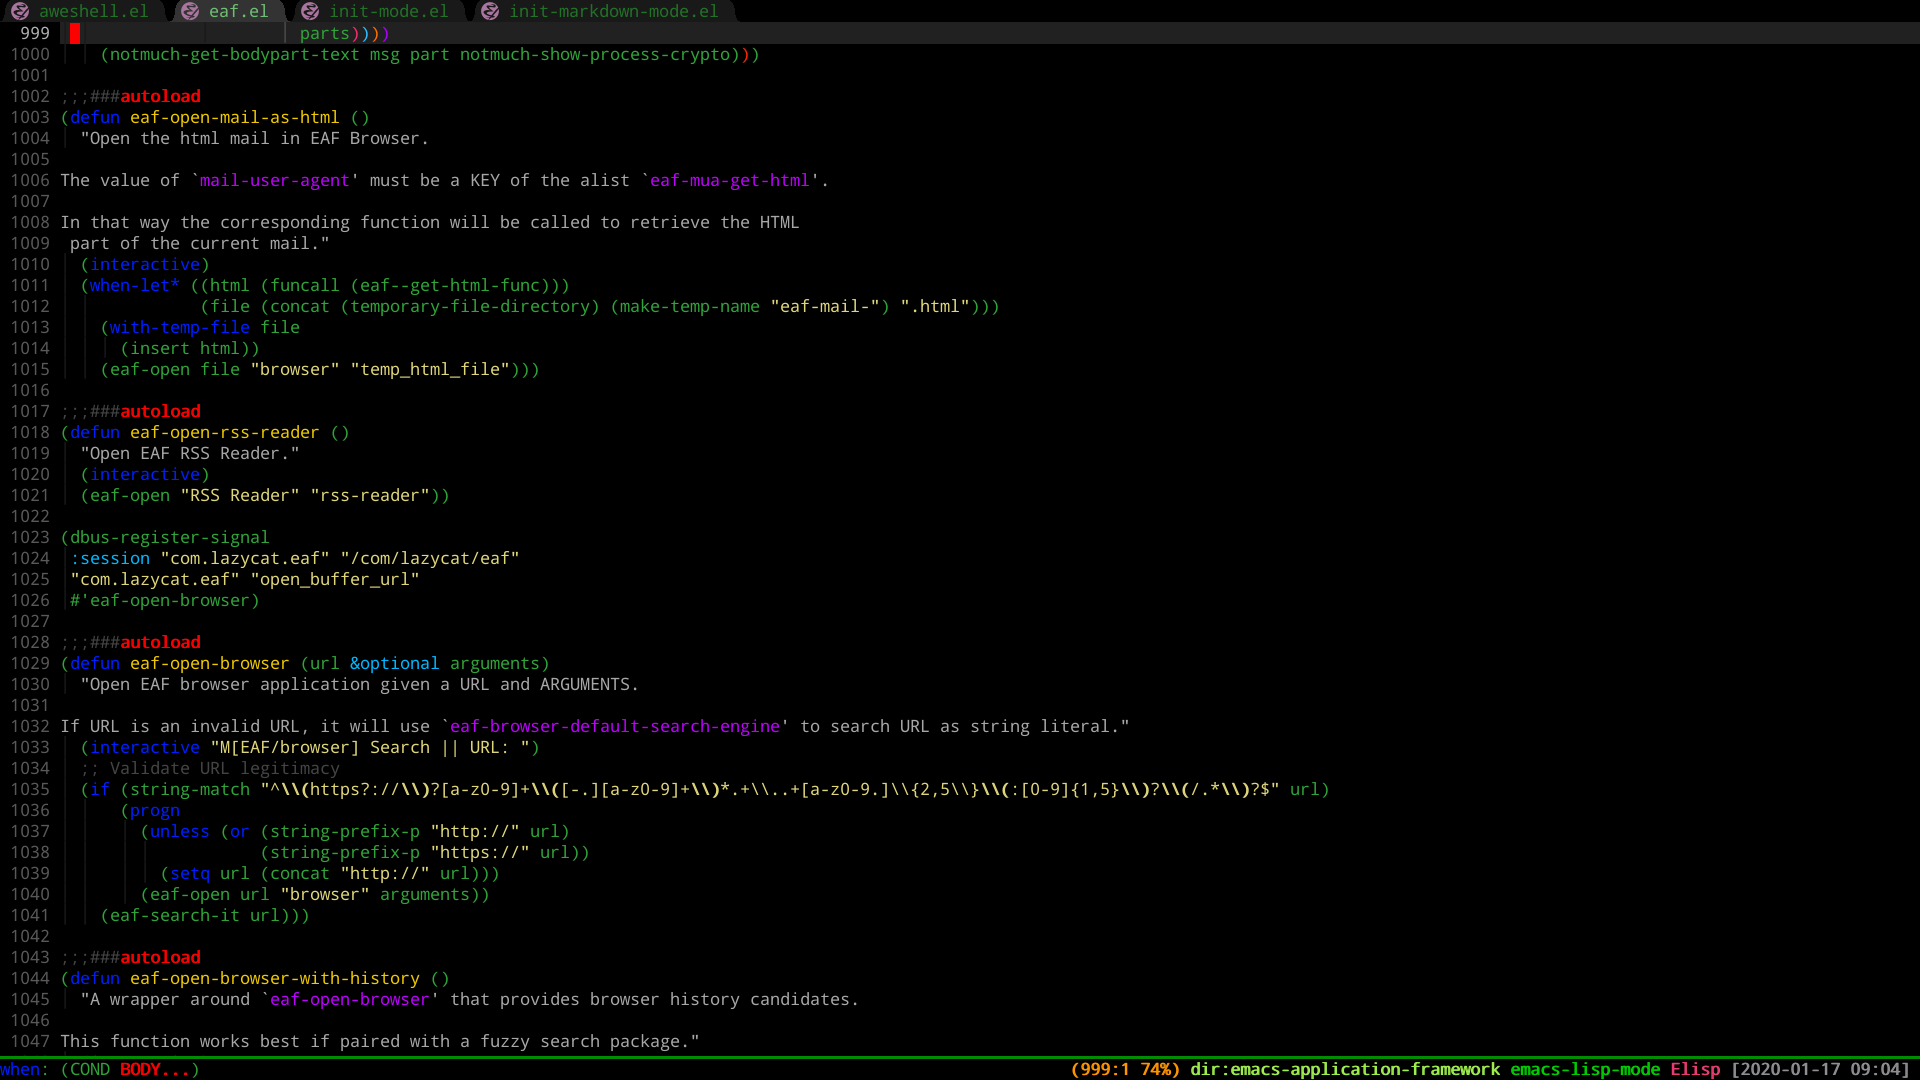 aweshell.el eaf.el init-mode.el init-markdown-mode.el
999 parts)))))
1000 (notmuch-get-bodypart-text msg part notmuch-show-process-crypto)))
1001
1002 ;;;###autoload
1003 (defun eaf-open-mail-as-html ()
1004 "Open the html mail in EAF Browser.
1005
1006 The value of `mail-user-agent' must be a KEY of the alist `eaf-mua-get-html'.
1007
1008 In that way the corresponding function will be called to retrieve the HTML
1009 part of the current mail."
1010 (interactive)
1011 (when-let* ((html (funcall (eaf--get-html-func)))
1012 (file (concat (temporary-file-directory) (make-temp-name "eaf-mail-") ".html")))
1013 (with-temp-file file
1014 (insert html))
1015 (eaf-open file "browser" "temp_html_file")))
1016
1017 ;;;###autoload
1018 (defun eaf-open-rss-reader ()
1019 "Open EAF RSS Reader."
1020 (interactive)
1021 (eaf-open "RSS Reader" "rss-reader"))
1022
1023 (dbus-register-signal
1024 :session "com.lazycat.eaf" "/com/lazycat/eaf"
1025 "com.lazycat.eaf" "open_buffer_url"
1026 #'eaf-open-browser)
1027
1028 ;;;###autoload
1029 (defun eaf-open-browser (url &optional arguments)
1030 "Open EAF browser application given a URL and ARGUMENTS.
1031
1032 If URL is an invalid URL, it will use `eaf-browser-default-search-engine' to search URL as string literal."
1033 (interactive "M[EAF/browser] Search || URL: ")
1034 ;; Validate URL legitimacy
1035 (if (string-match "^\\(https?://\\)?[a-z0-9]+\\([-.][a-z0-9]+\\)*.+\\..+[a-z0-9.]\\{2,5\\}\\(:[0-9]{1,5}\\)?\\(/.*\\)?$" url)
1036 (progn
1037 (unless (or (string-prefix-p "http://" url)
1038 (string-prefix-p "https://" url))
1039 (setq url (concat "http://" url)))
1040 (eaf-open url "browser" arguments))
1041 (eaf-search-it url)))
1042
1043 ;;;###autoload
1044 (defun eaf-open-browser-with-history ()
1045 "A wrapper around `eaf-open-browser' that provides browser history candidates.
1046
1047 This function works best if paired with a fuzzy search package."
when: (COND BODY...) (999:1 74%) dir:emacs-application-framework emacs-lisp-mode Elisp [2020-01-17 09:04]